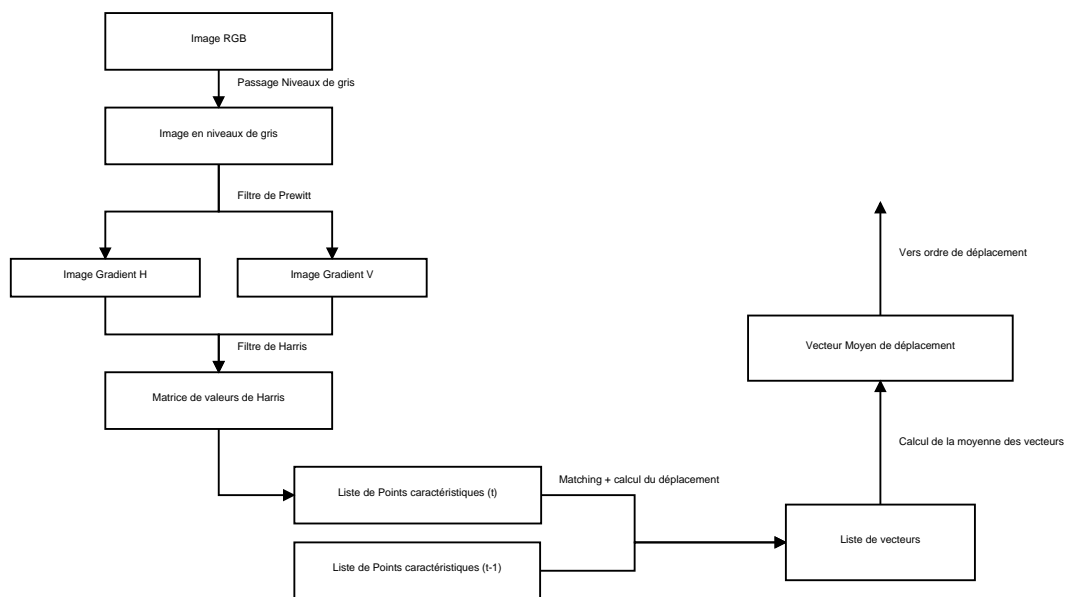 Image RGB
Passage Niveaux de gris
Image en niveaux de gris
Filtre de Prewitt
Image Gradient H
Image Gradient V
Filtre de Harris
Matrice de valeurs de Harris
Liste de Points caractéristiques (t)
Matching + calcul du déplacement
Liste de Points caractéristiques (t-1)
Liste de vecteurs
Calcul de la moyenne des vecteurs
Vecteur Moyen de déplacement
Vers ordre de déplacement